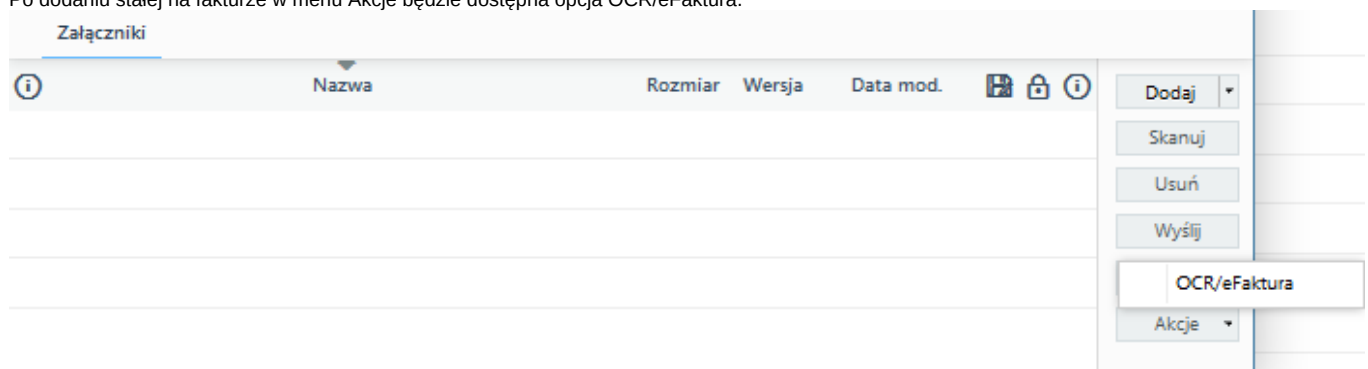 Po dodaniu stałej na fakturze w menu Akcje będzie dostępna opcja OCR/eFaktura.
Załączniki
Nazwa Rozmiar Wersja Data mod.
Dodaj
Skanuj
Usuń
Wyślij
OCR/eFaktura
Akcje